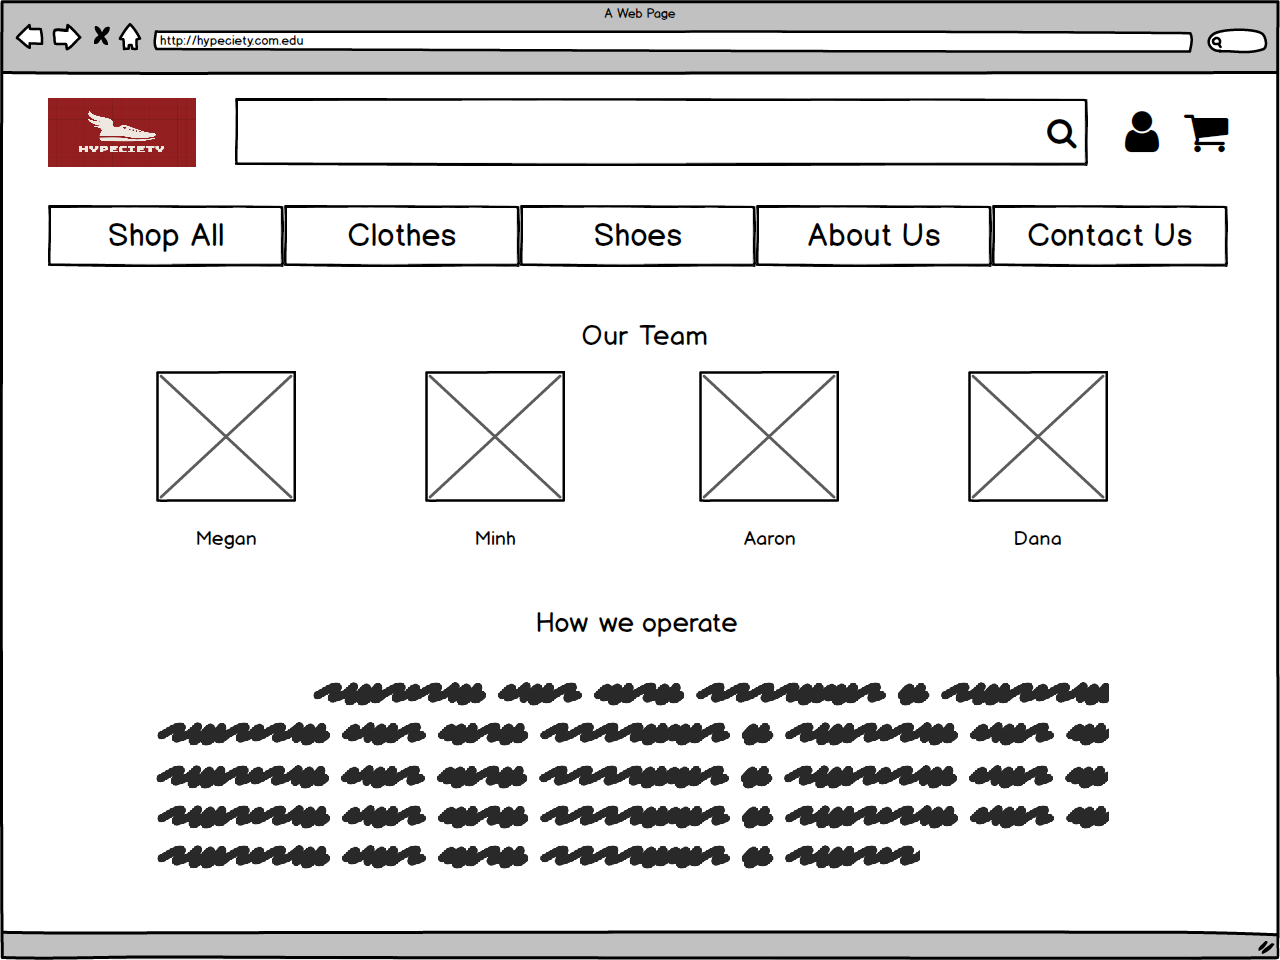 A Web Page
http://hypeciety.com.edu
HYPECIETY
Shop All Clothes Shoes About Us Contact Us
Our Team
Megan Minh Aaron Dana
How we operate